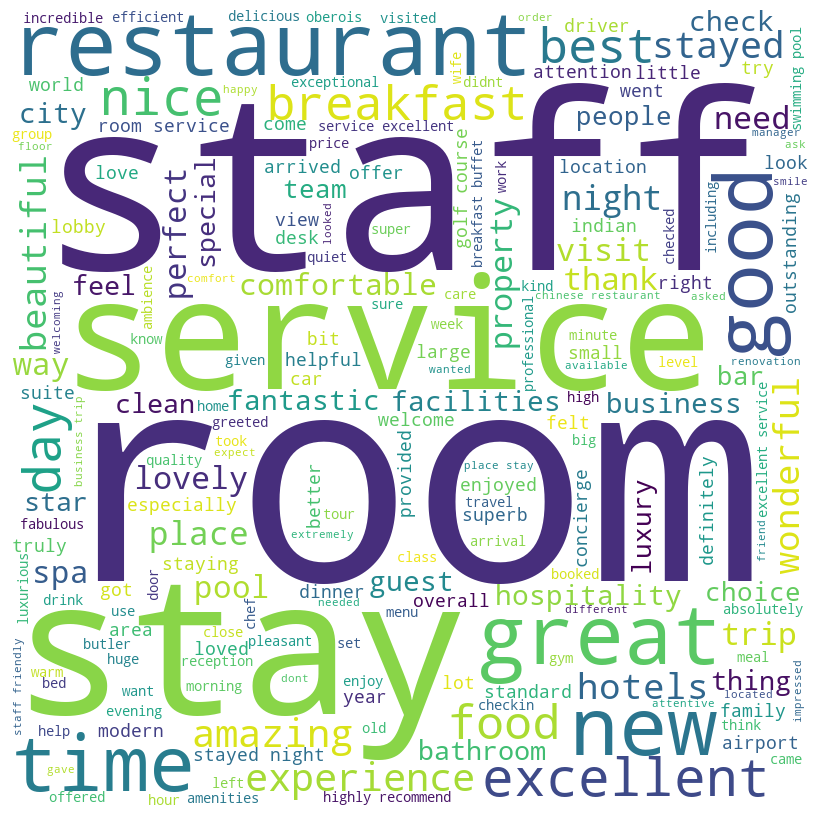 incredible
efficient
delicious
oberois
visited
order
restaurant
best
stayed
driver
check
world
nice
exceptional
wife
didnt
attention
little
try
swimming pool
breakfast
went
city
room service
come
service excellent
people
need
manager
happy
group
floor
staff
price
love
arrived
offer
team
perfect
special
beautiful
lobby
view
desk
looked
quiet
super
golf course
breakfast buffet
work
location
night
indian
checked
including
look
ask
smile
outstanding
good
feel
comfort
comfortable
property
visit
thank
right
ambience
welcoming
service
sure
care
kind
chinese restaurant
asked
week
wanted
professional
minute
small
available
level
renovation
know
way
given
bit
helpful
large
car
bar
suite
clean
home
fantastic
facilities
high
business
day
business trip
greeted
welcome
felt
wonderful
excellent service
friend
room
took
expect
quality
lovely
better
tour
provided
place stay
enjoyed
travel
superb
big
concierge
luxury
definitely
star
fabulous
especially
truly
place
extremely
arrival
staying
class
booked
spa
luxurious
got
door
pool
dinner
needed
guest
overall
hospitality
different
choice
absolutely
drink
use
chef
menu
stay
butler
area
close
set
great
trip
huge
loved
pleasant
gym
meal
staff friendly
warm
bed
want
reception
morning
dont
enjoy
year
lot
standard
hotels
thing
located
impressed
evening
modern
amazing
old
food
checkin
new
family
think
help
time
stayed night
bathroom
airport
came
gave
left
experience
excellent
offered
hour
amenities
highly recommend